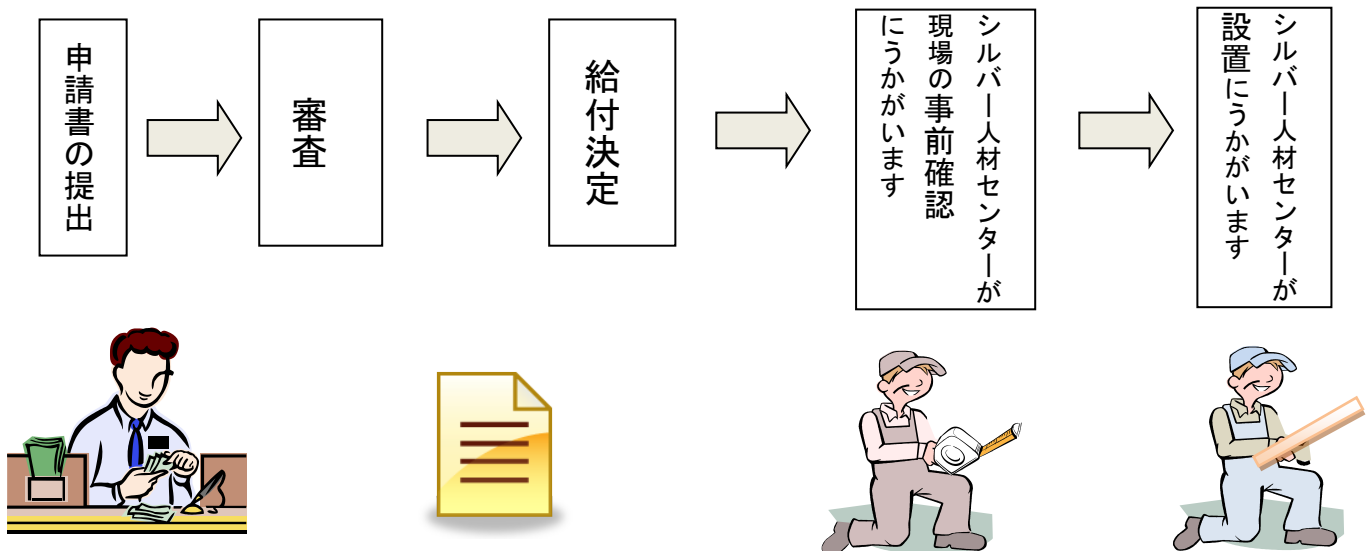 申請書の提出
審査
給付決定
シルバー人材センターが
現場の事前確認
にうかがいます
シルバー人材センターが
設置にうかがいます